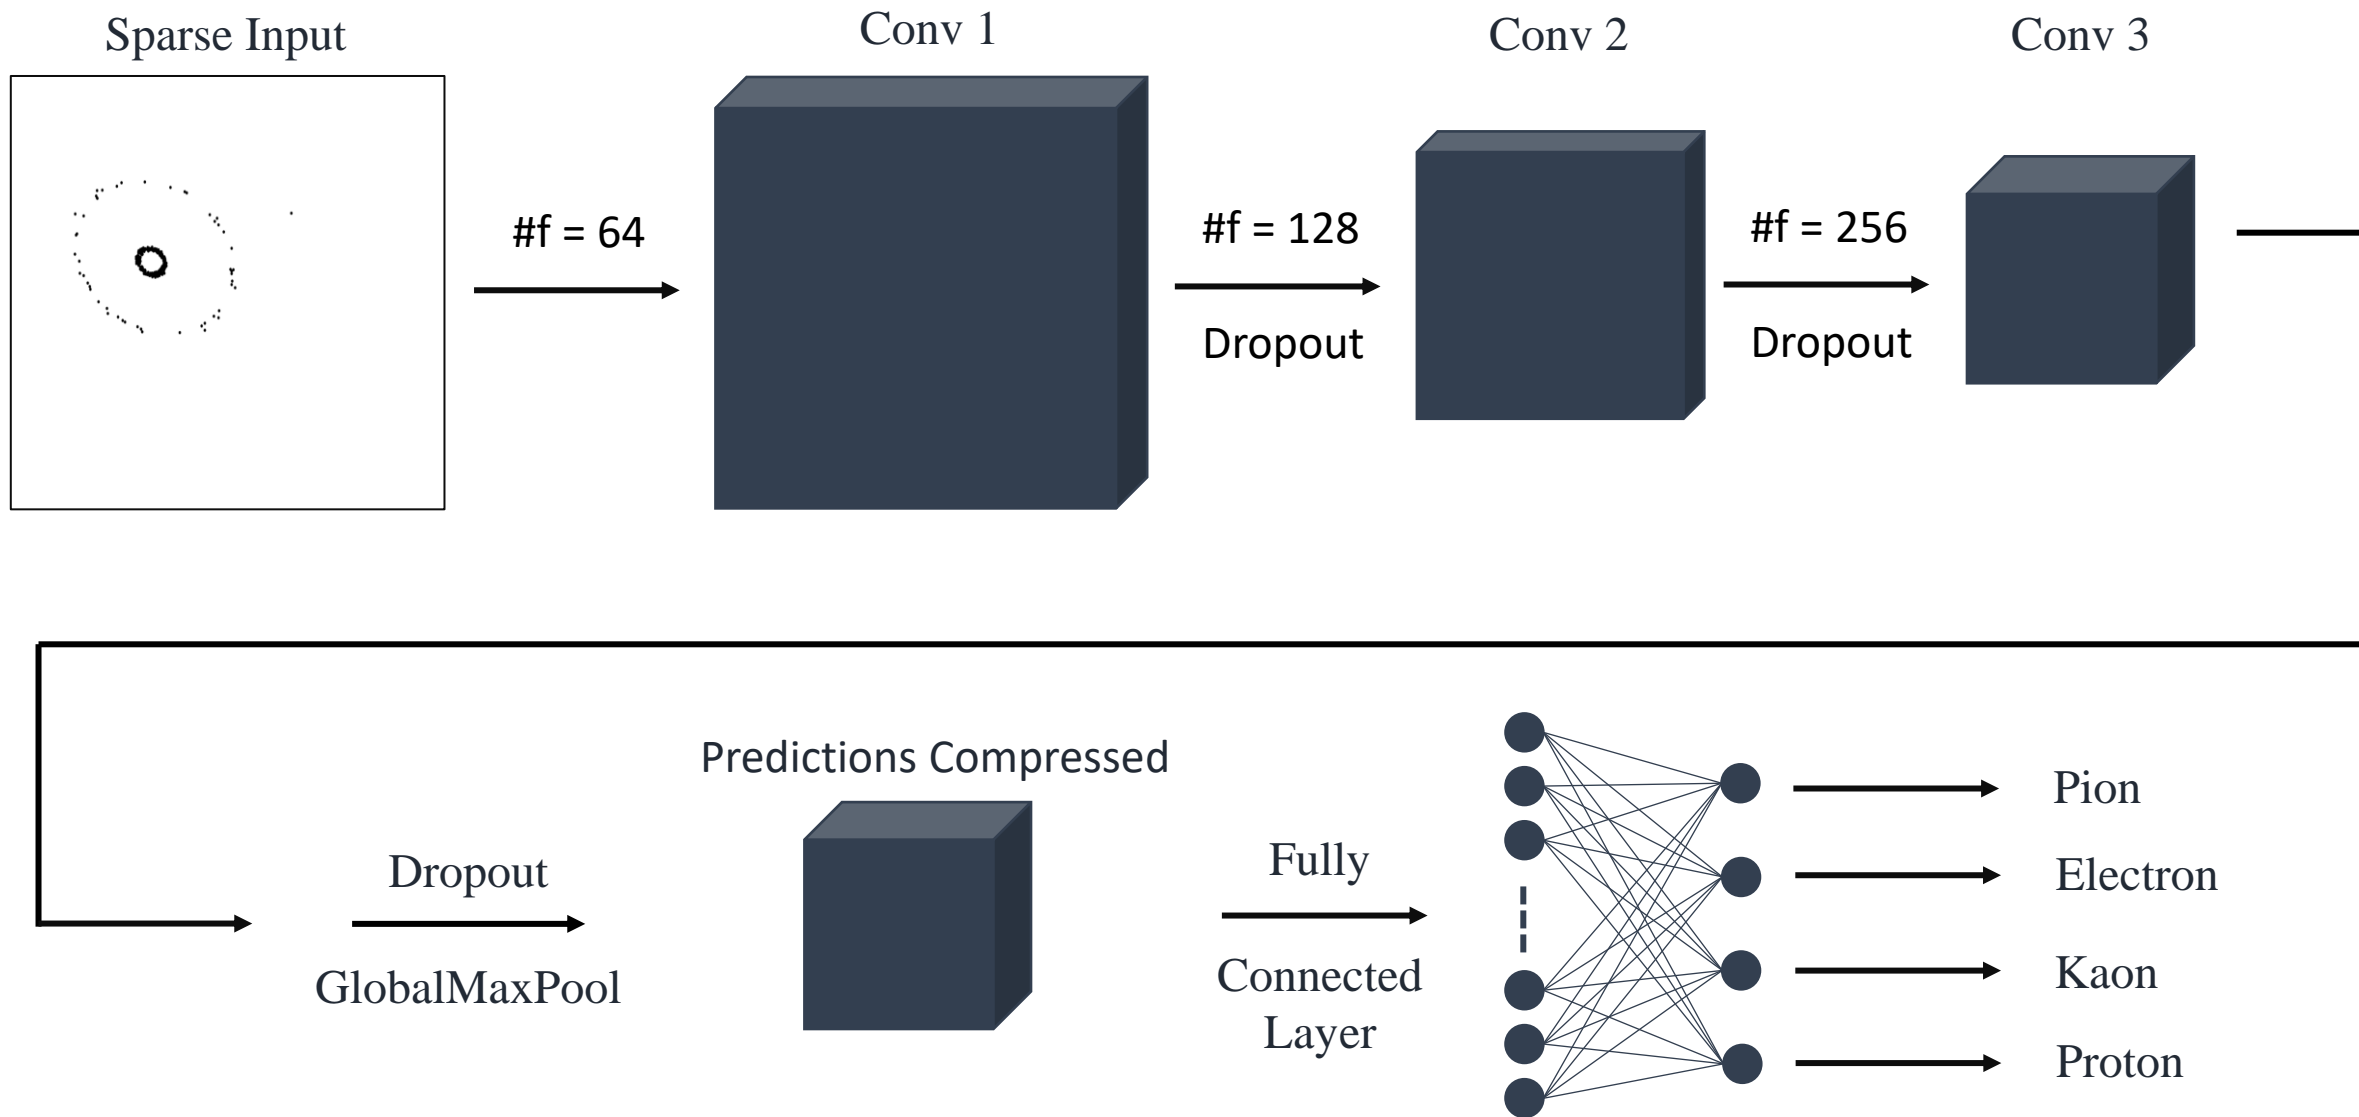 Sparse Input
Conv 1
Conv 2
Conv 3
#f = 64
#f = 128
Dropout
#f = 256
Dropout
Dropout
GlobalMaxPool
Predictions Compressed
Fully
Connected
Layer
Pion
Electron
Kaon
Proton